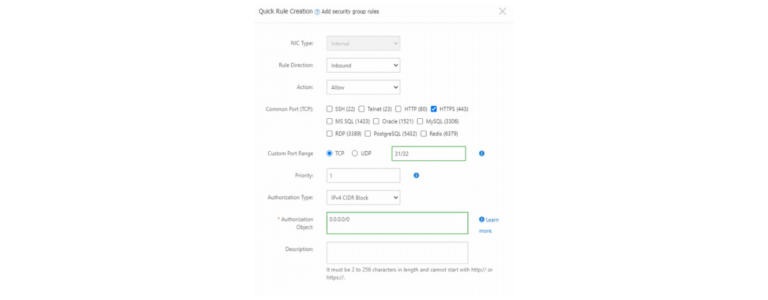 Quick Rule Creation Add security group rules
NIC Type: Internal
Rule Direction: Inbound
Action: Allow
Common Port (TCP): SSH (22) Telnet (23) HTTP (80) HTTPS (443)
MS SQL (1433) Oracle (1521) MySQL (3306)
RDP (3389) PostgreSQL (5432) Redis (6379)
Custom Port Range TCP UDP 31/32
Priority: 1
Authorization Type: IPv4 CIDR Block
* Authorization Object: 0.0.0.0/0 Learn more.
Description:
It must be 2 to 256 characters in length and cannot start with http:// or
https://.